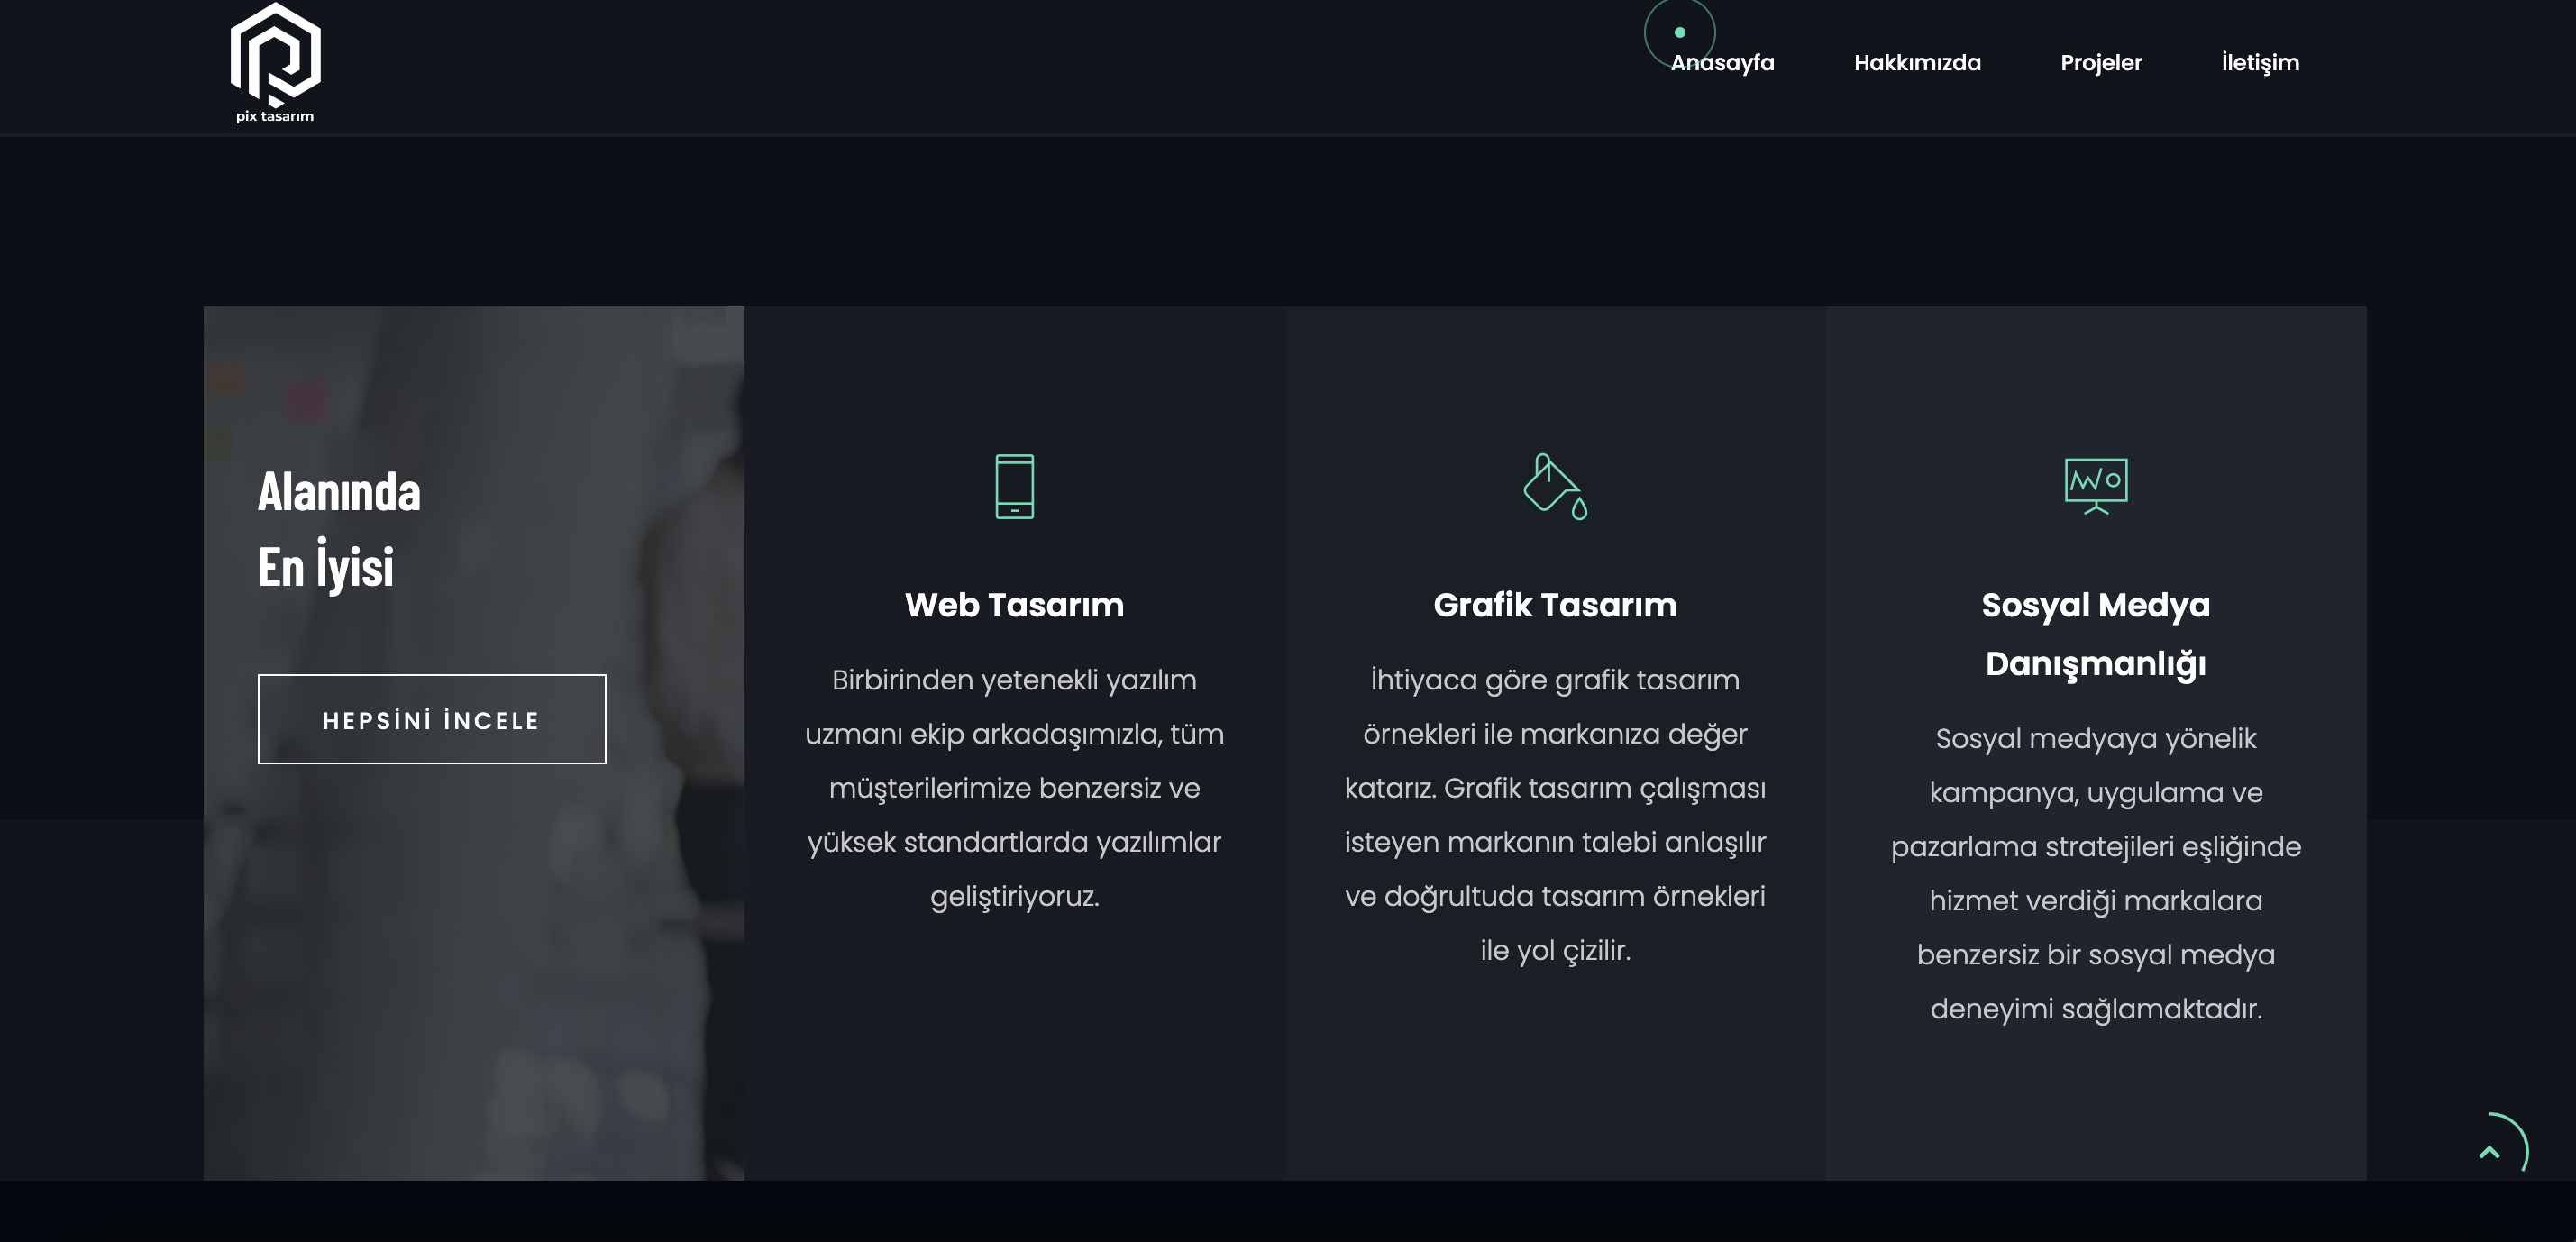 pix tasarım
Anasayfa Hakkımızda Projeler İletişim
Alanında
En İyisi
HEPSİNİ İNCELE
Web Tasarım
Birbirinden yetenekli yazılım
uzmanı ekip arkadaşımızla, tüm
müşterilerimize benzersiz ve
yüksek standartlarda yazılımlar
geliştiriyoruz.
Grafik Tasarım
İhtiyaca göre grafik tasarım
örnekleri ile markanıza değer
katarız. Grafik tasarım çalışması
isteyen markanın talebi anlaşılır
ve doğrultuda tasarım örnekleri
ile yol çizilir.
Sosyal Medya
Danışmanlığı
Sosyal medyaya yönelik
kampanya, uygulama ve
pazarlama stratejileri eşliğinde
hizmet verdiği markalara
benzersiz bir sosyal medya
deneyimi sağlamaktadır.